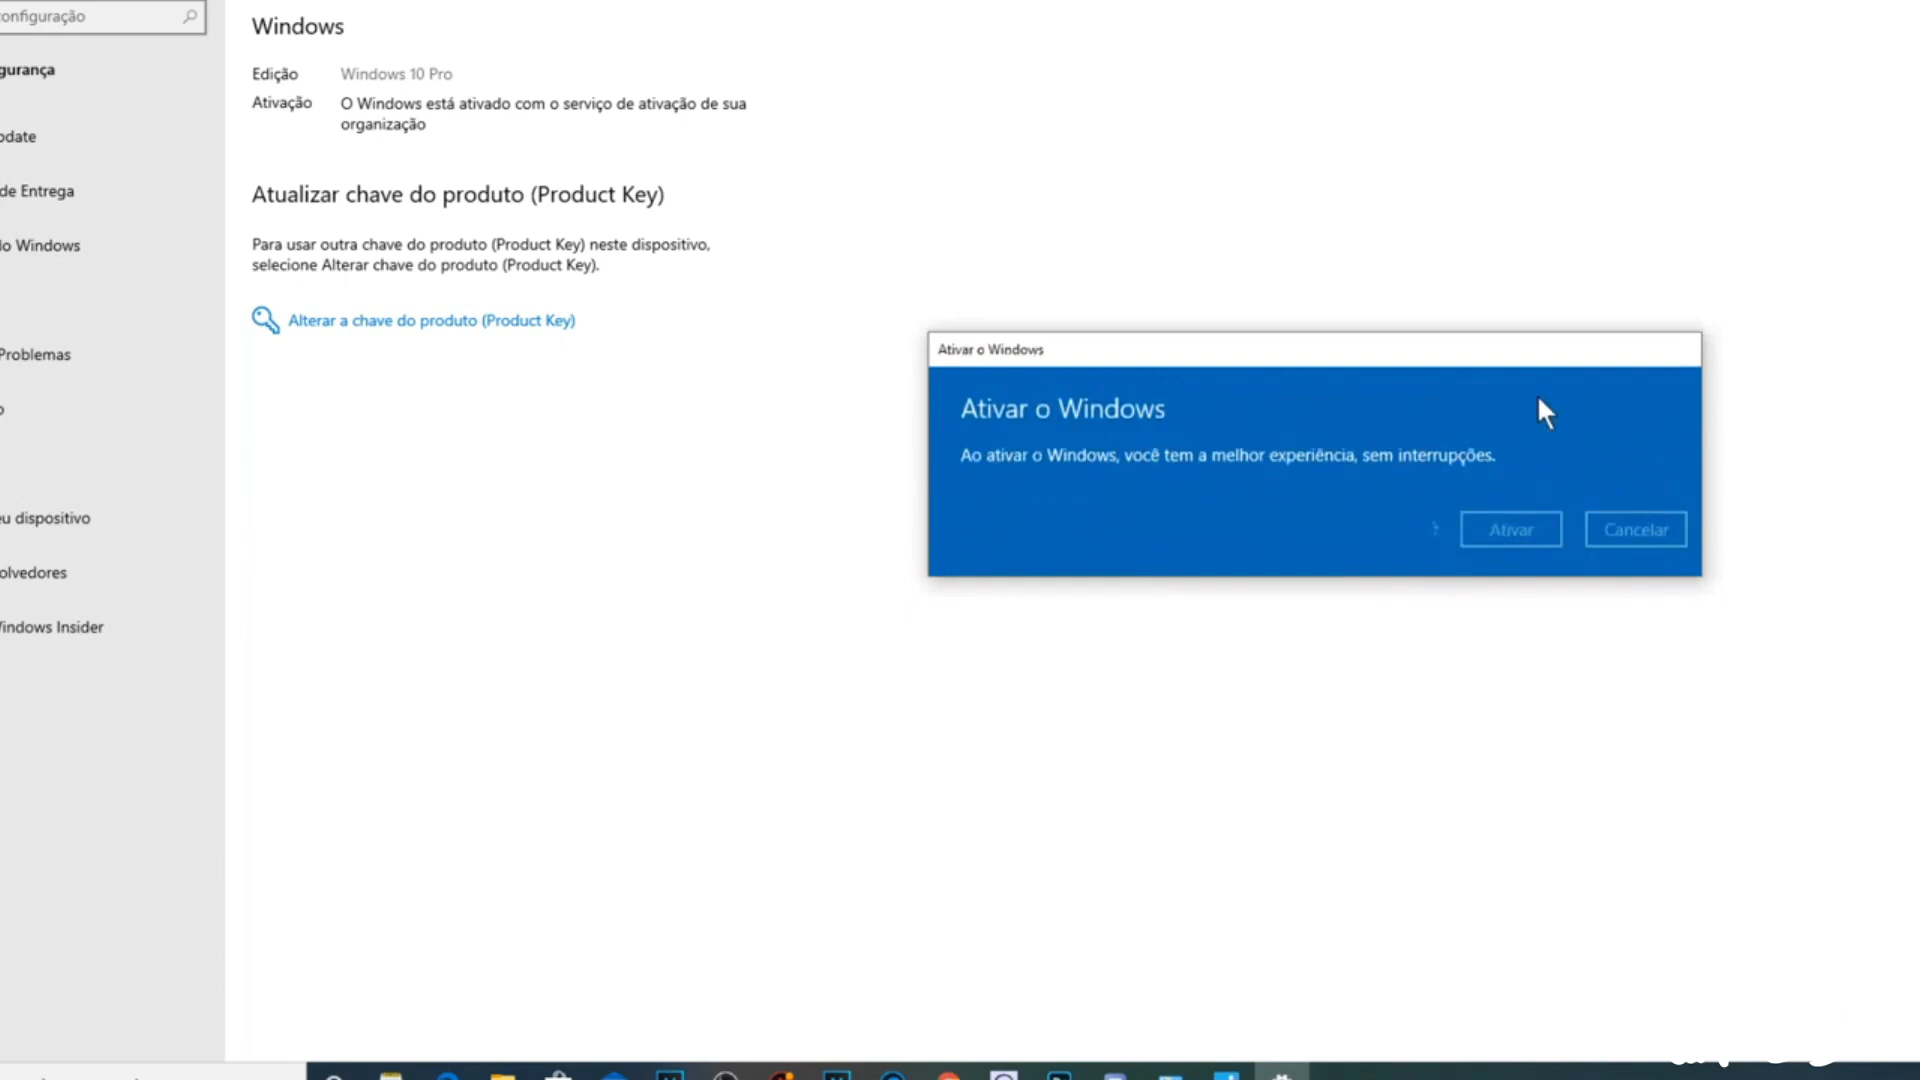 onfiguração
Windows
gurança
Edição Windows 10 Pro
Ativação O Windows está ativado com o serviço de ativação de sua
organização
pdate
de Entrega
Atualizar chave do produto (Product Key)
lo Windows
Para usar outra chave do produto (Product Key) neste dispositivo,
selecione Alterar chave do produto (Product Key).
Alterar a chave do produto (Product Key)
Problemas
o
eu dispositivo
olvedores
Windows Insider
Ativar o Windows
Ativar o Windows
Ao ativar o Windows, você tem a melhor experiência, sem interrupções.
Ativar Cancelar